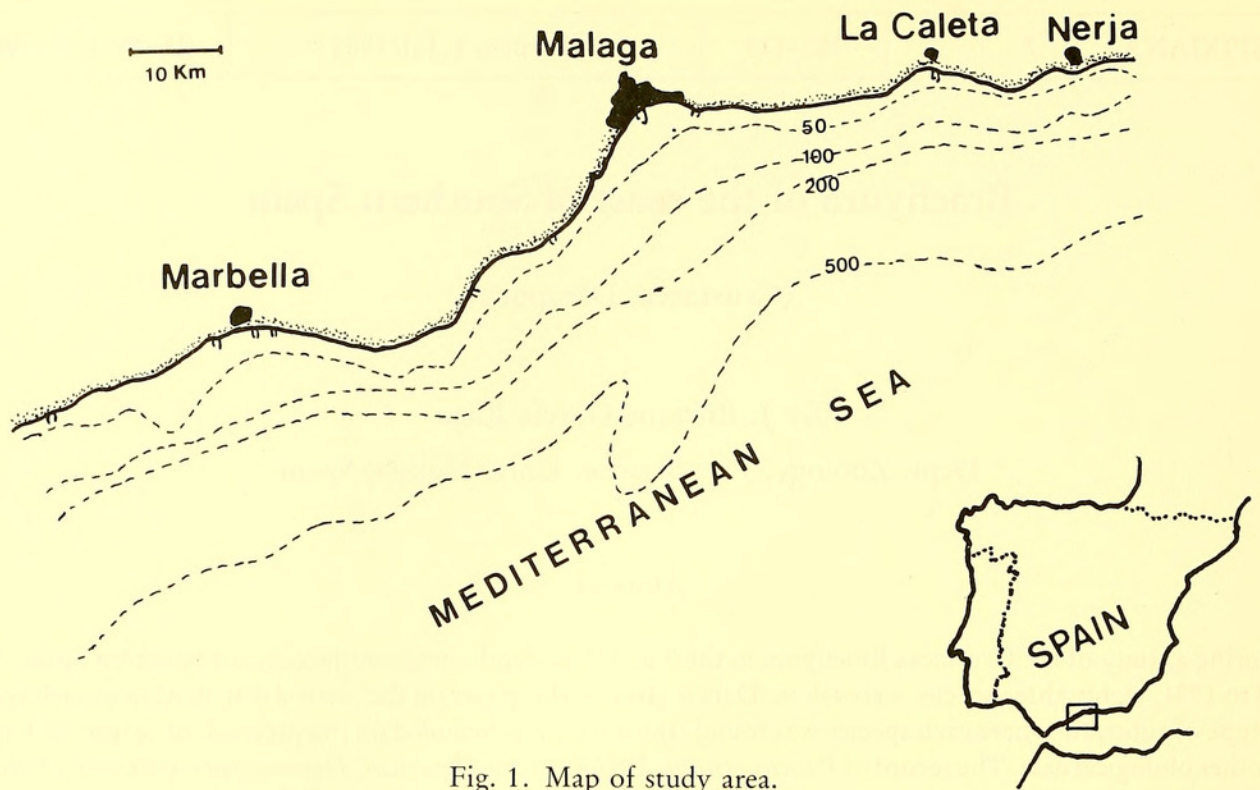 10 Km
Malaga
La Caleta
Nerja
50
100
200
500
Marbella
MEDITERRANEAN SEA
SPAIN
Fig. 1. Map of study area.